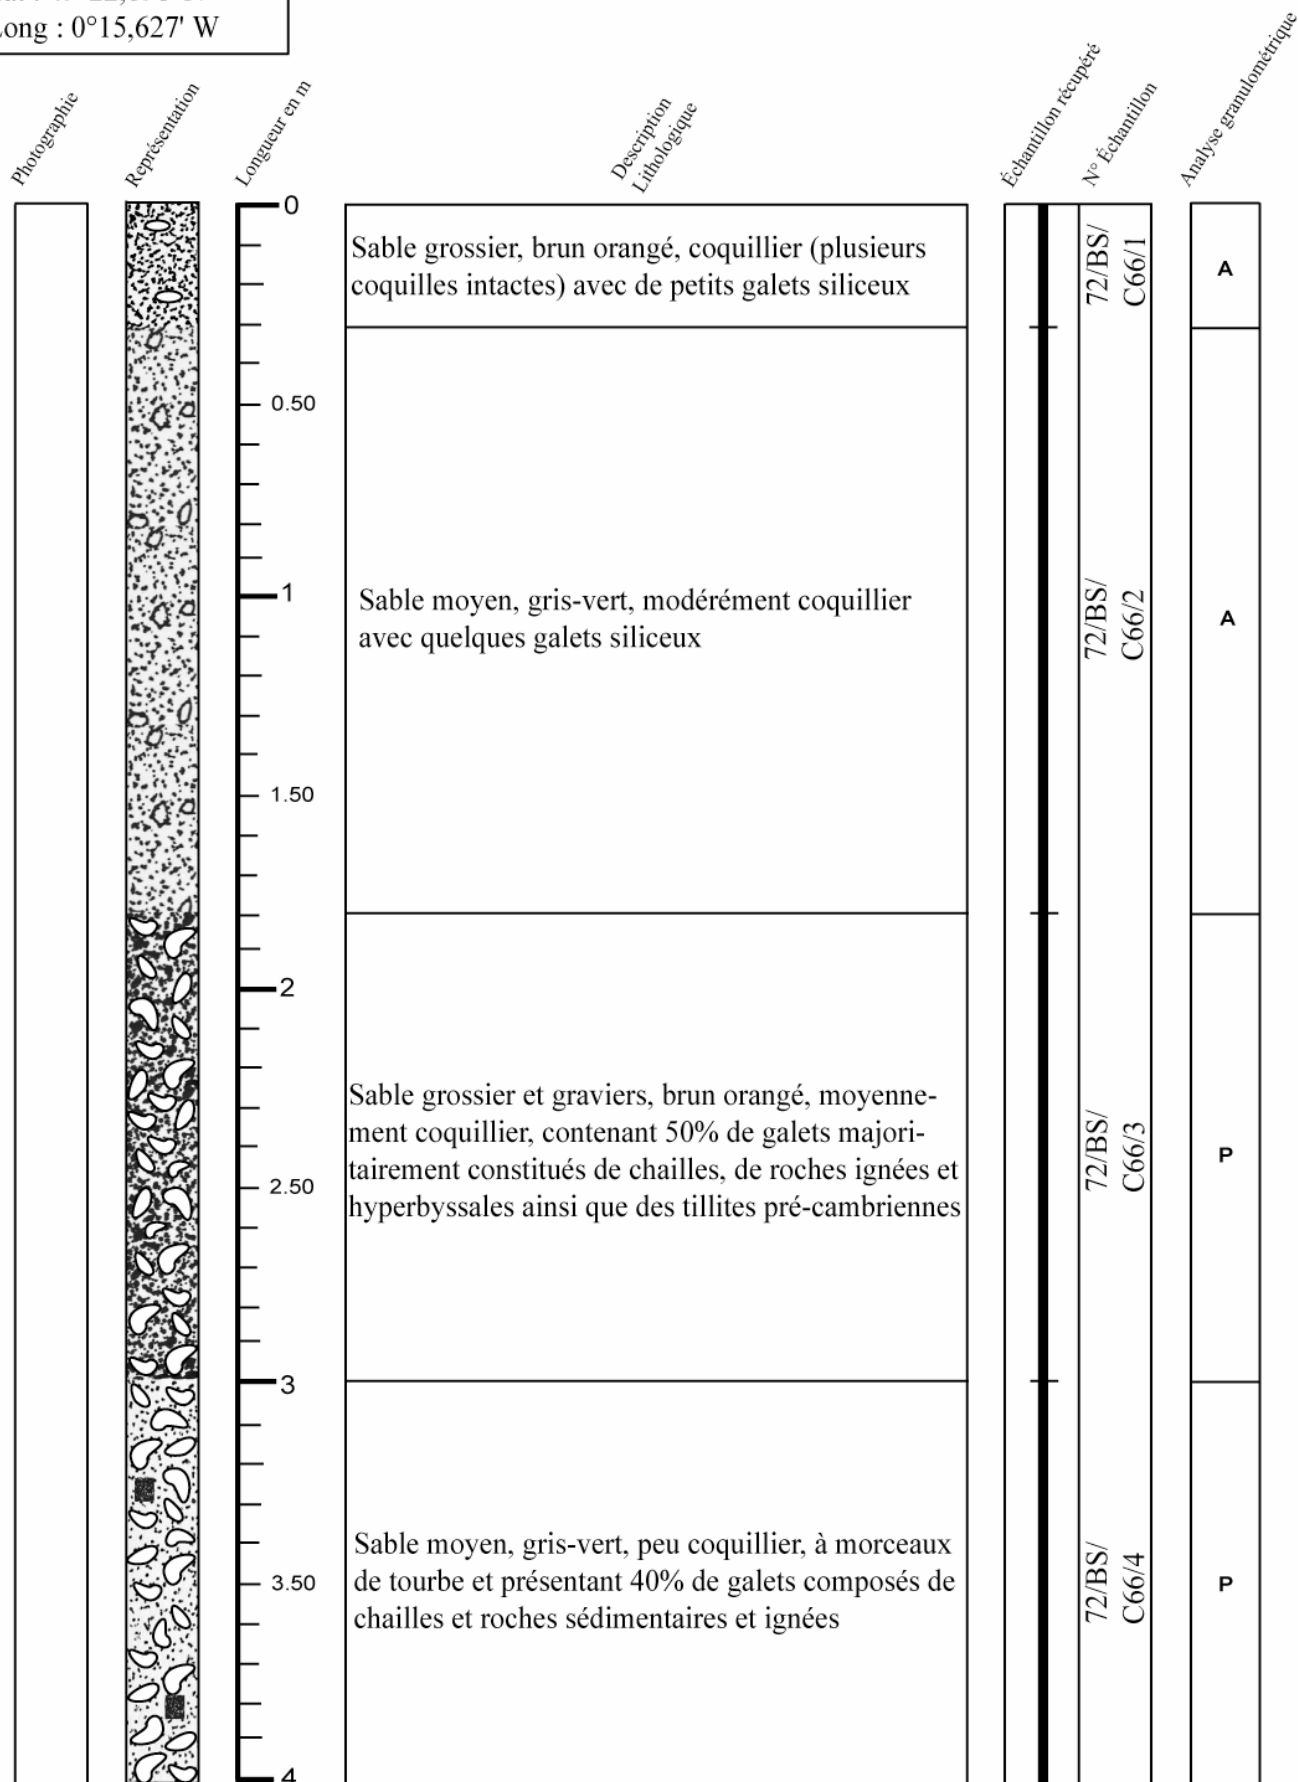 Long : 0°15,627' W
Photographie
Représentation
Longueur en m
Description
Lithologique
Échantillon récupéré
N° Échantillon
Analyse granulométrique
0
Sable grossier, brun orangé, coquillier (plusieurs
coquilles intactes) avec de petits galets siliceux
72/BS/
C66/1
A
0.50
1
Sable moyen, gris-vert, modérément coquillier
avec quelques galets siliceux
72/BS/
C66/2
A
1.50
2
Sable grossier et graviers, brun orangé, moyenne-
ment coquillier, contenant 50% de galets majori-
tairement constitués de chailles, de roches ignées et
hyperbyssales ainsi que des tillites pré-cambriennes
72/BS/
C66/3
P
2.50
3
Sable moyen, gris-vert, peu coquillier, à morceaux
de tourbe et présentant 40% de galets composés de
chailles et roches sédimentaires et ignées
72/BS/
C66/4
P
3.50
4